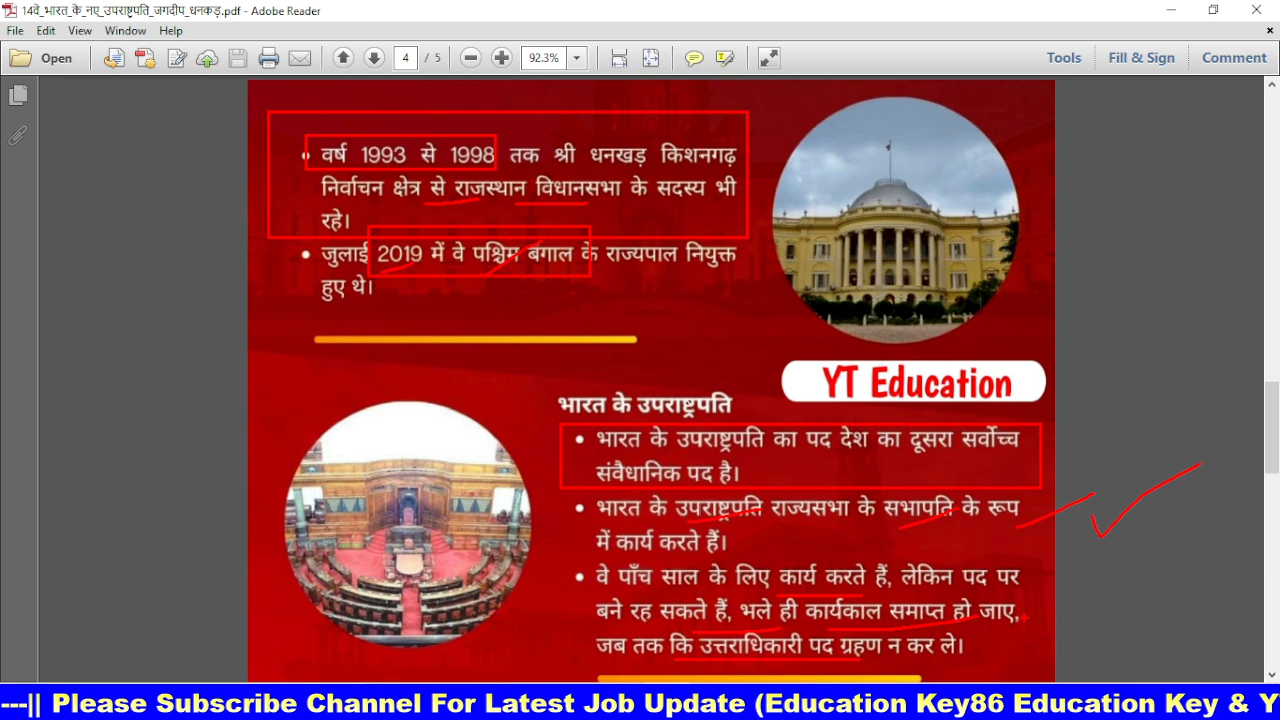 14वे_भारत_के_नए_उपराष्ट्रपति_जगदीप_धनकड़.pdf - Adobe Reader
File Edit View Window Help
Open 4 / 5 92.3% Tools Fill & Sign Comment
• वर्ष 1993 से 1998 तक श्री धनखड़ किशनगढ़
निर्वाचन क्षेत्र से राजस्थान विधानसभा के सदस्य भी
रहे।
• जुलाई 2019 में वे पश्चिम बंगाल के राज्यपाल नियुक्त
हुए थे।
YT Education
भारत के उपराष्ट्रपति
• भारत के उपराष्ट्रपति का पद देश का दूसरा सर्वोच्च
संवैधानिक पद है।
• भारत के उपराष्ट्रपति राज्यसभा के सभापति के रूप
में कार्य करते हैं।
• वे पाँच साल के लिए कार्य करते हैं, लेकिन पद पर
बने रह सकते हैं, भले ही कार्यकाल समाप्त हो जाए,
जब तक कि उत्तराधिकारी पद ग्रहण न कर ले।
---|| Please Subscribe Channel For Latest Job Update (Education Key86 Education Key & Y